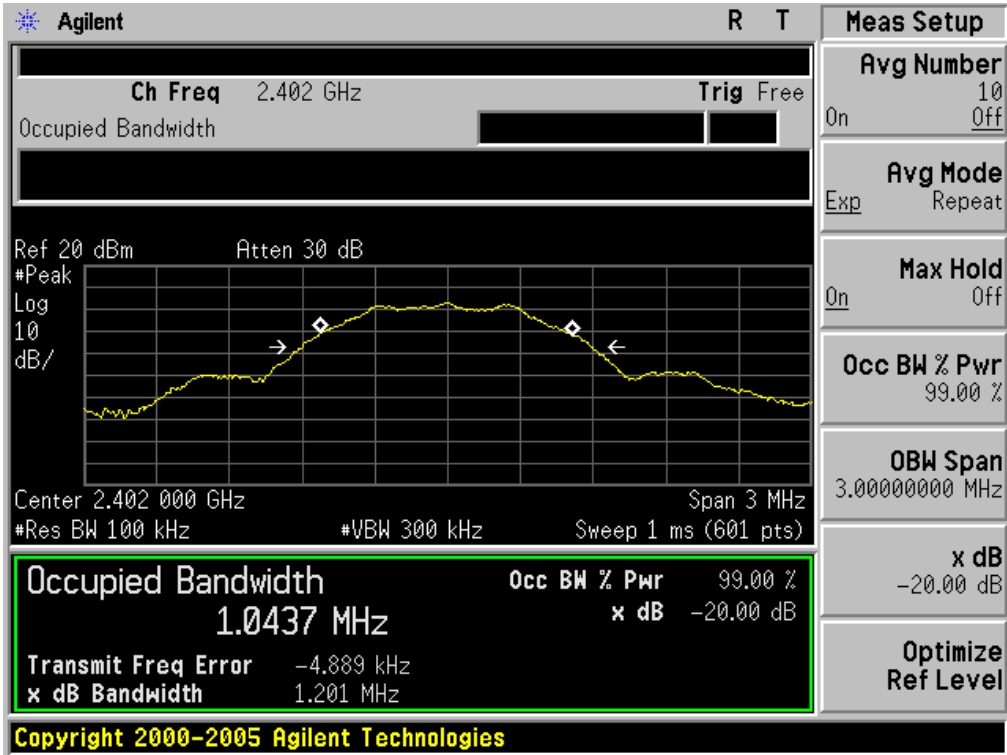 Agilent R T
Ch Freq 2.402 GHz Trig Free
Occupied Bandwidth
Ref 20 dBm Atten 30 dB
#Peak
Log
10
dB/
Center 2.402 000 GHz Span 3 MHz
#Res BW 100 kHz #VBW 300 kHz Sweep 1 ms (601 pts)
Occupied Bandwidth Occ BW % Pwr 99.00 %
1.0437 MHz x dB -20.00 dB
Transmit Freq Error -4.889 kHz
x dB Bandwidth 1.201 MHz
Copyright 2000-2005 Agilent Technologies
Meas Setup
Avg Number
10
On Off
Avg Mode
Exp Repeat
Max Hold
On Off
Occ BW % Pwr
99.00 %
OBW Span
3.00000000 MHz
x dB
-20.00 dB
Optimize
Ref Level